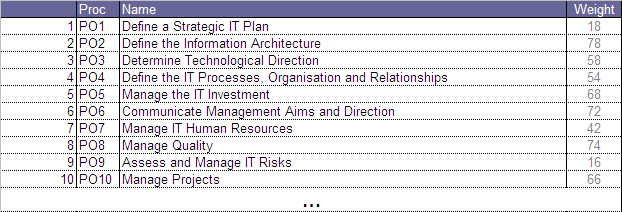 Proc Name Weight
1 PO1 Define a Strategic IT Plan 18
2 PO2 Define the Information Architecture 78
3 PO3 Determine Technological Direction 58
4 PO4 Define the IT Processes, Organisation and Relationships 54
5 PO5 Manage the IT Investment 68
6 PO6 Communicate Management Aims and Direction 72
7 PO7 Manage IT Human Resources 42
8 PO8 Manage Quality 74
9 PO9 Assess and Manage IT Risks 16
10 PO10 Manage Projects 66
...